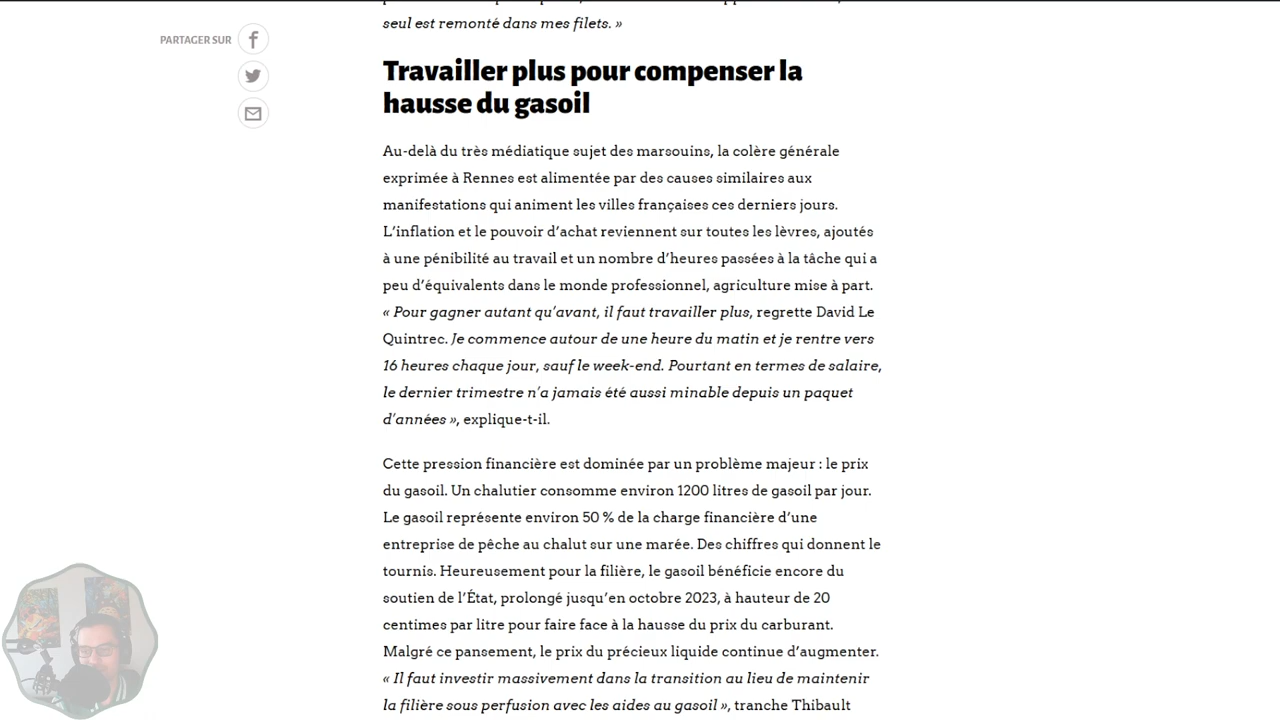 seul est remonté dans mes filets. »
PARTAGER SUR
Travailler plus pour compenser la
hausse du gasoil
Au-delà du très médiatique sujet des marsouins, la colère générale
exprimée à Rennes est alimentée par des causes similaires aux
manifestations qui animent les villes françaises ces derniers jours.
L’inflation et le pouvoir d’achat reviennent sur toutes les lèvres, ajoutés
à une pénibilité au travail et un nombre d’heures passées à la tâche qui a
peu d’équivalents dans le monde professionnel, agriculture mise à part.
« Pour gagner autant qu’avant, il faut travailler plus, regrette David Le
Quintrec. Je commence autour de une heure du matin et je rentre vers
16 heures chaque jour, sauf le week-end. Pourtant en termes de salaire,
le dernier trimestre n’a jamais été aussi minable depuis un paquet
d’années », explique-t-il.
Cette pression financière est dominée par un problème majeur : le prix
du gasoil. Un chalutier consomme environ 1200 litres de gasoil par jour.
Le gasoil représente environ 50 % de la charge financière d’une
entreprise de pêche au chalut sur une marée. Des chiffres qui donnent le
tournis. Heureusement pour la filière, le gasoil bénéficie encore du
soutien de l’État, prolongé jusqu’en octobre 2023, à hauteur de 20
centimes par litre pour faire face à la hausse du prix du carburant.
Malgré ce pansement, le prix du précieux liquide continue d’augmenter.
« Il faut investir massivement dans la transition au lieu de maintenir
la filière sous perfusion avec les aides au gasoil », tranche Thibault